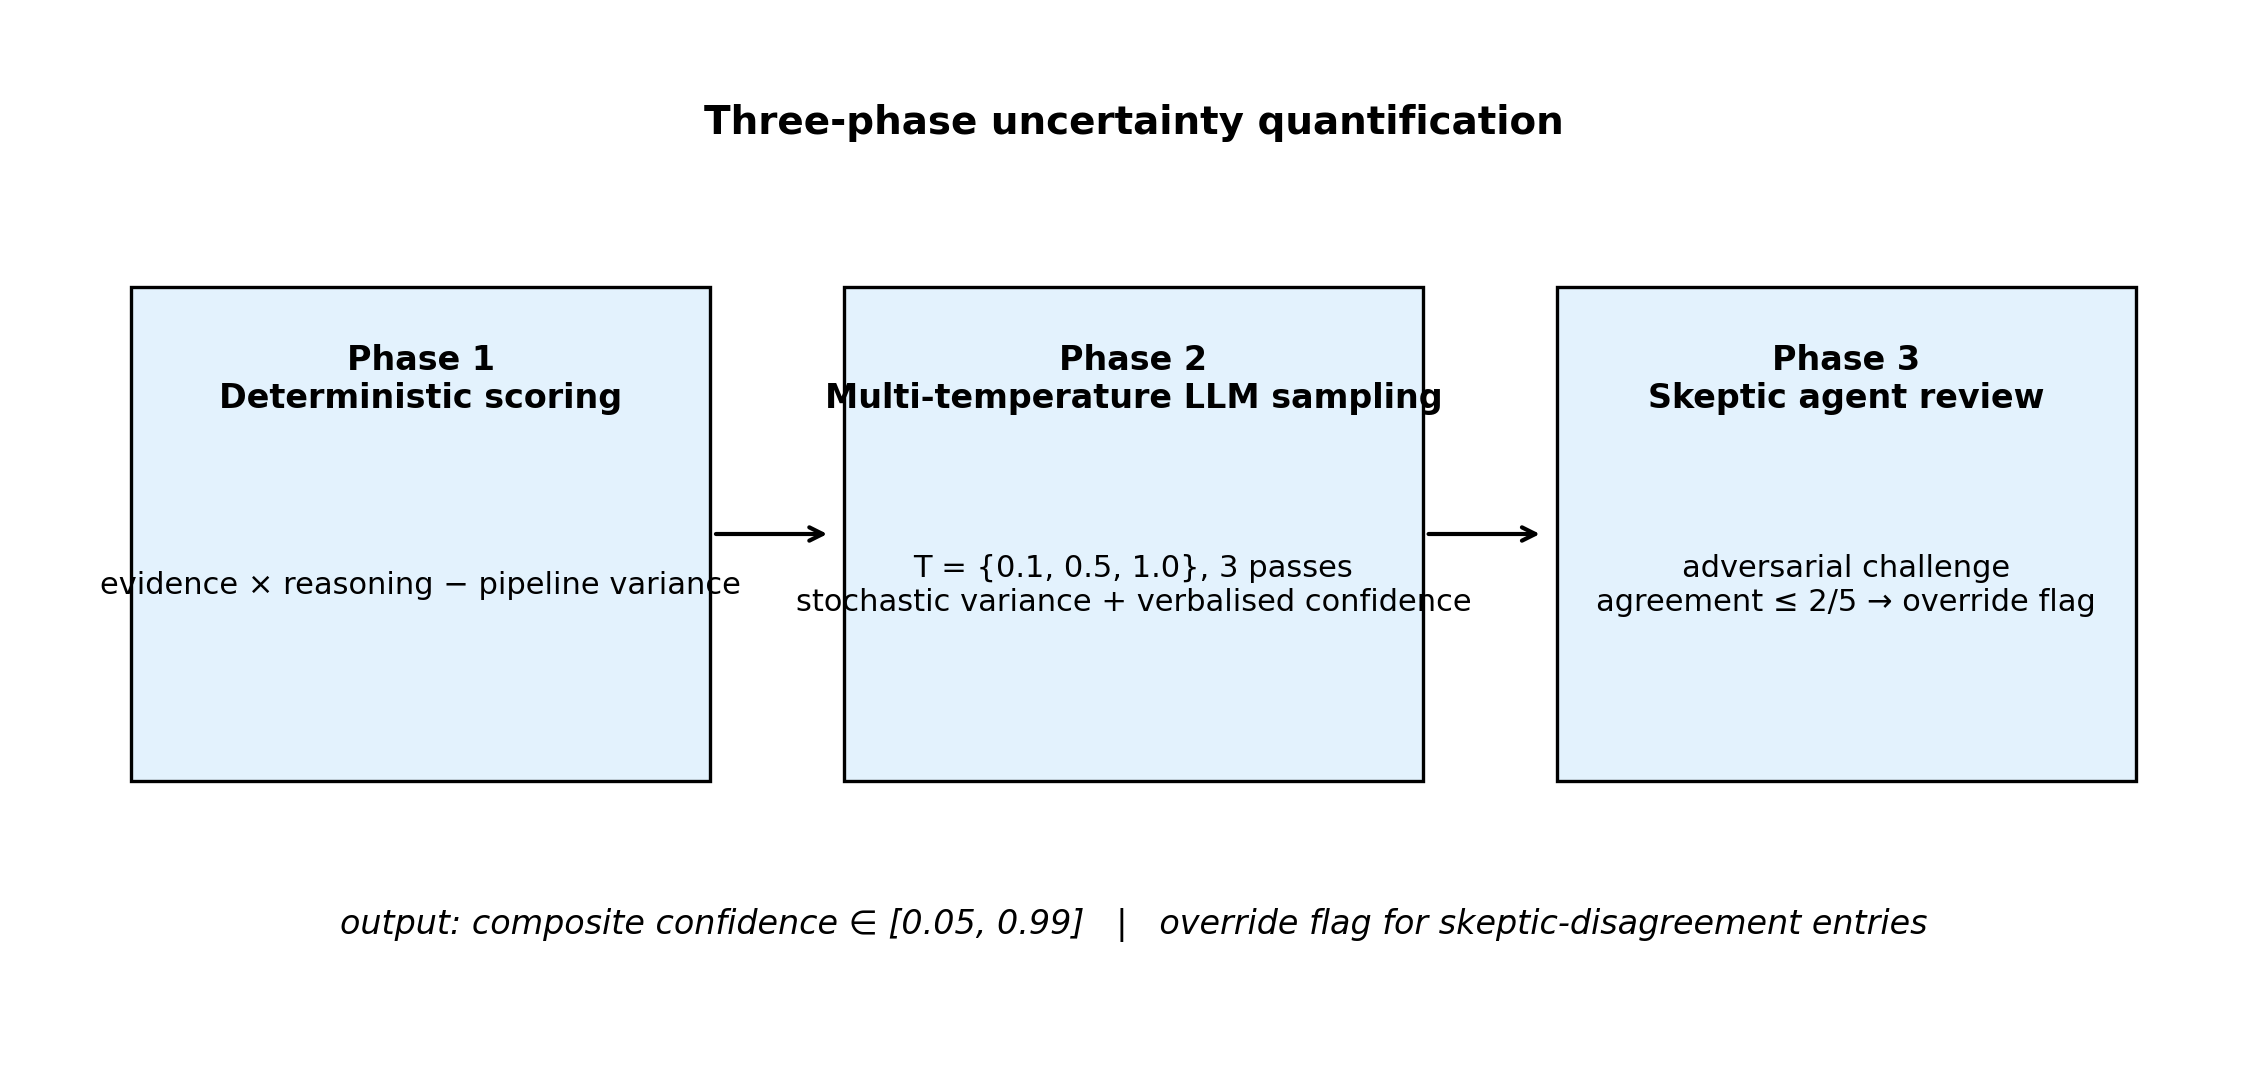 Three-phase uncertainty quantification
Phase 1
Deterministic scoring
evidence × reasoning − pipeline variance
Phase 2
Multi-temperature LLM sampling
T = {0.1, 0.5, 1.0}, 3 passes
stochastic variance + verbalised confidence
Phase 3
Skeptic agent review
adversarial challenge
agreement ≤ 2/5 → override flag
output: composite confidence ∈ [0.05, 0.99] | override flag for skeptic-disagreement entries